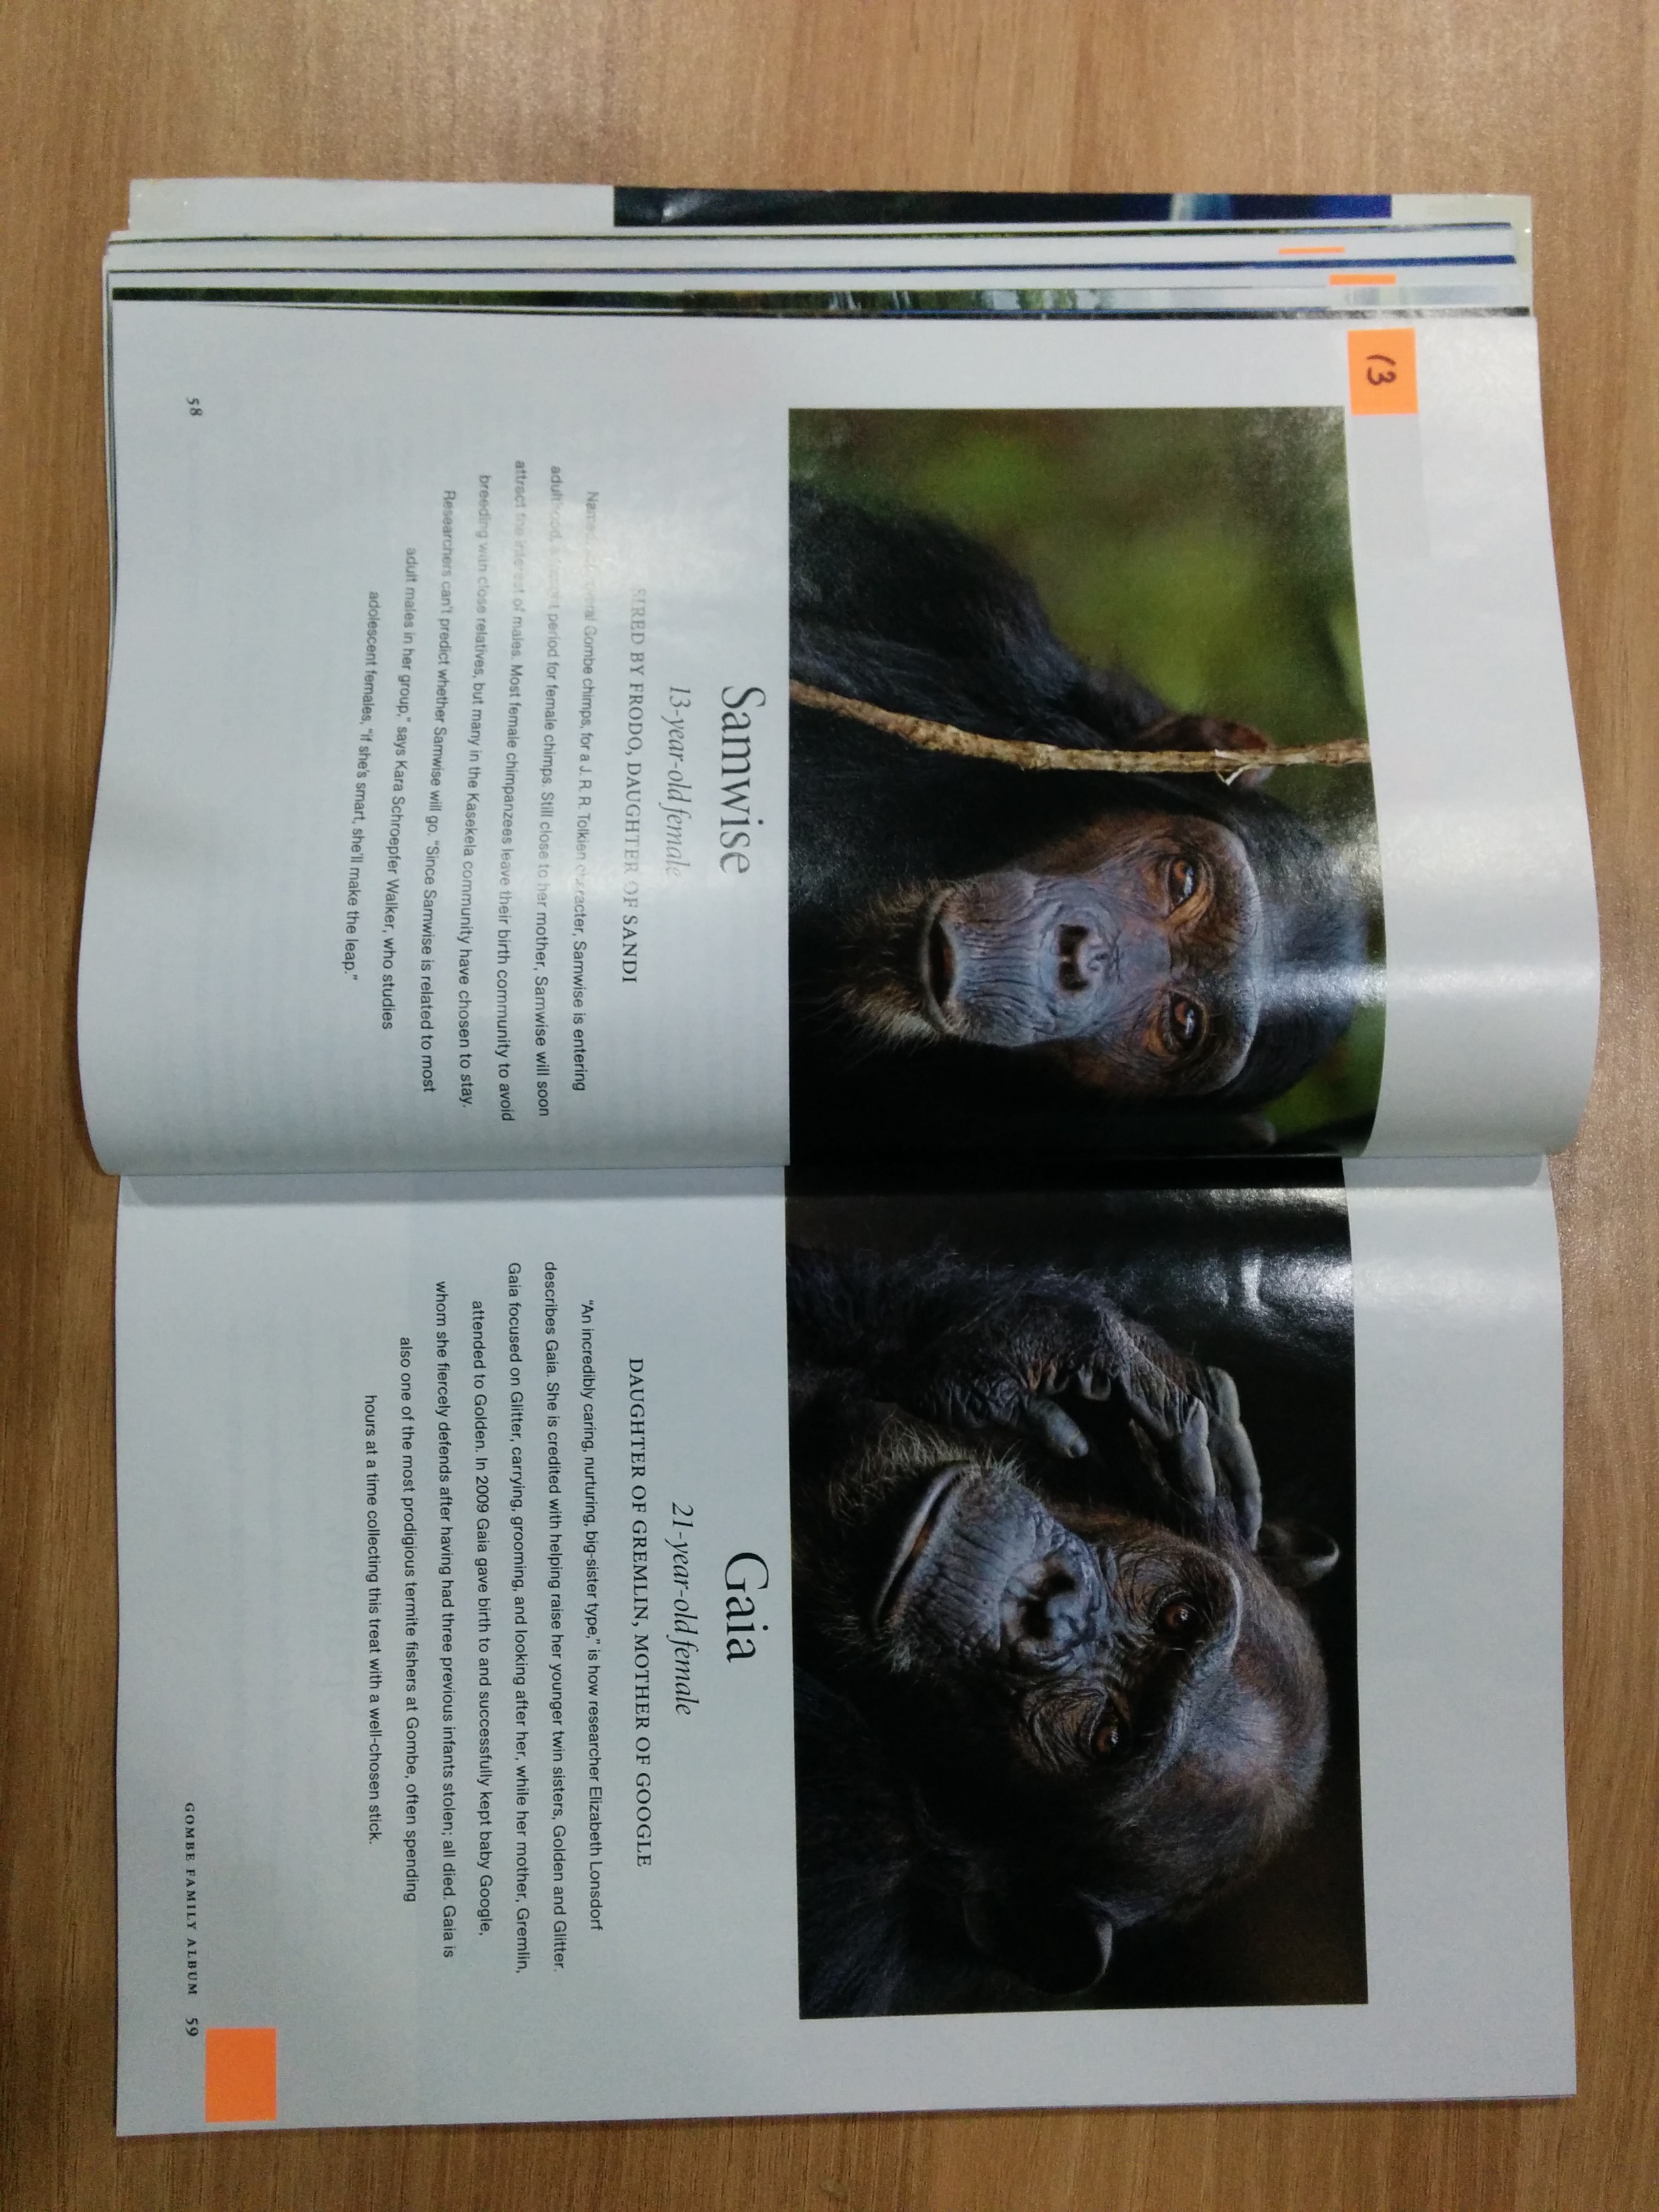 13
Samwise
13-year-old female
SIRED BY FRODO, DAUGHTER OF SANDI
Named, like several Gombe chimps, for a J. R. R. Tolkien character, Samwise is entering
adulthood, a period for female chimps. Still close to her mother, Samwise will soon
attract the interest of males. Most female chimpanzees leave their birth community to avoid
breeding with close relatives, but many in the Kasekela community have chosen to stay.
Researchers can't predict whether Samwise will go. "Since Samwise is related to most
adult males in her group," says Kara Schroepfer Walker, who studies
adolescent females, "if she's smart, she'll make the leap."
58
Gaia
21-year-old female
DAUGHTER OF GREMLIN, MOTHER OF GOOGLE
"An incredibly caring, nurturing, big-sister type," is how researcher Elizabeth Lonsdorf
describes Gaia. She is credited with helping raise her younger twin sisters, Golden and Glitter.
Gaia focused on Glitter, carrying, grooming, and looking after her, while her mother, Gremlin,
attended to Golden. In 2009 Gaia gave birth to and successfully kept baby Google,
whom she fiercely defends after having had three previous infants stolen; all died. Gaia is
also one of the most prodigious termite fishers at Gombe, often spending
hours at a time collecting this treat with a well-chosen stick.
GOMBE FAMILY ALBUM 59